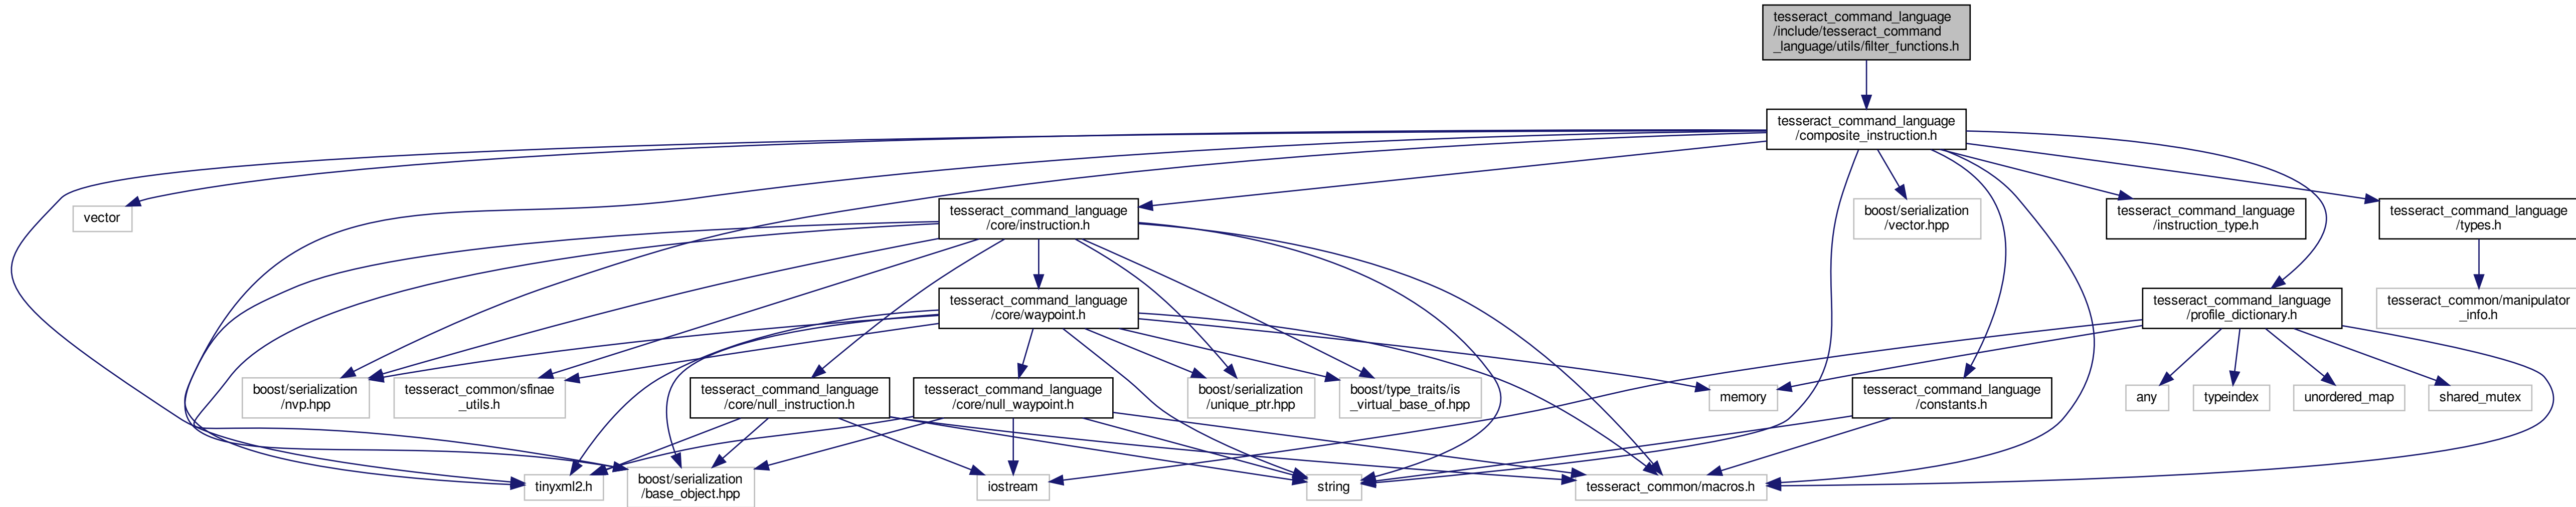 tesseract_command_language
/include/tesseract_command
_language/utils/filter_functions.h
tesseract_command_language
/composite_instruction.h
vector
tesseract_command_language
/core/instruction.h
boost/serialization
/vector.hpp
tesseract_command_language
/instruction_type.h
tesseract_command_language
/types.h
tesseract_command_language
/core/waypoint.h
tesseract_command_language
/profile_dictionary.h
tesseract_common/manipulator
_info.h
boost/serialization
/nvp.hpp
tesseract_common/sfinae
_utils.h
tesseract_command_language
/core/null_instruction.h
tesseract_command_language
/core/null_waypoint.h
boost/serialization
/unique_ptr.hpp
boost/type_traits/is
_virtual_base_of.hpp
memory
tesseract_command_language
/constants.h
any
typeindex
unordered_map
shared_mutex
tinyxml2.h
boost/serialization
/base_object.hpp
iostream
string
tesseract_common/macros.h